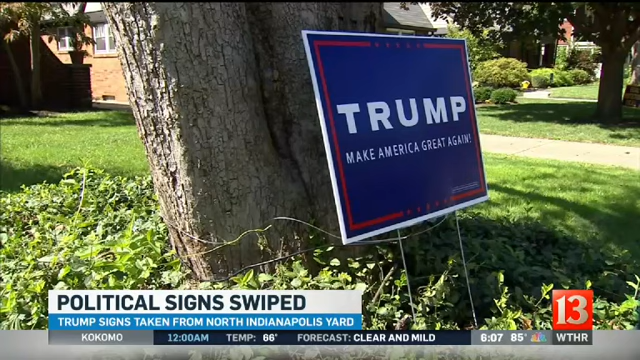 TRUMP
MAKE AMERICA GREAT AGAIN!
POLITICAL SIGNS SWIPED
TRUMP SIGNS TAKEN FROM NORTH INDIANAPOLIS YARD
13
KOKOMO 12:00AM TEMP: 66° FORECAST: CLEAR AND MILD 6:07 85° WTHR